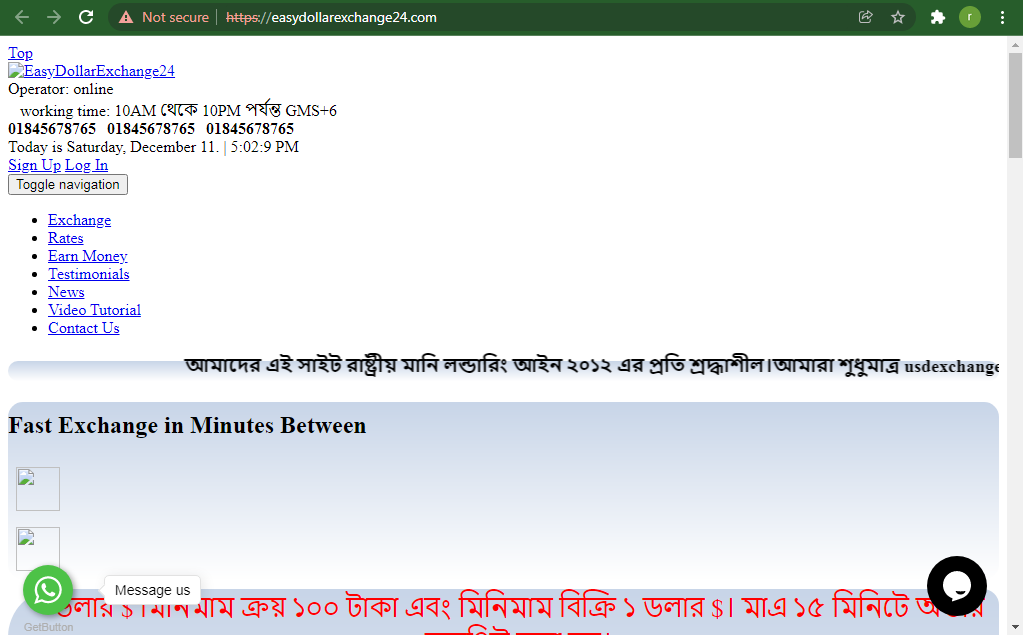 Not secure
https://easydollarexchange24.com
r
Top
EasyDollarExchange24
Operator: online
working time: 10AM থেকে 10PM পর্যন্ত GMS+6
01845678765 01845678765 01845678765
Today is Saturday, December 11. | 5:02:9 PM
Sign Up Log In
Toggle navigation
Exchange
Rates
Earn Money
Testimonials
News
Video Tutorial
Contact Us
আমাদের এই সাইট রাষ্ট্রীয় মানি লন্ডারিং আইন ২০১২ এর প্রতি শ্রদ্ধাশীল।আমারা শুধুমাত্র usdexchange
Fast Exchange in Minutes Between
Message us
ডলার $। মিনিমাম ক্রয় ১০০ টাকা এবং মিনিমাম বিক্রি ১ ডলার $। মাএ ১৫ মিনিটে
GetButton